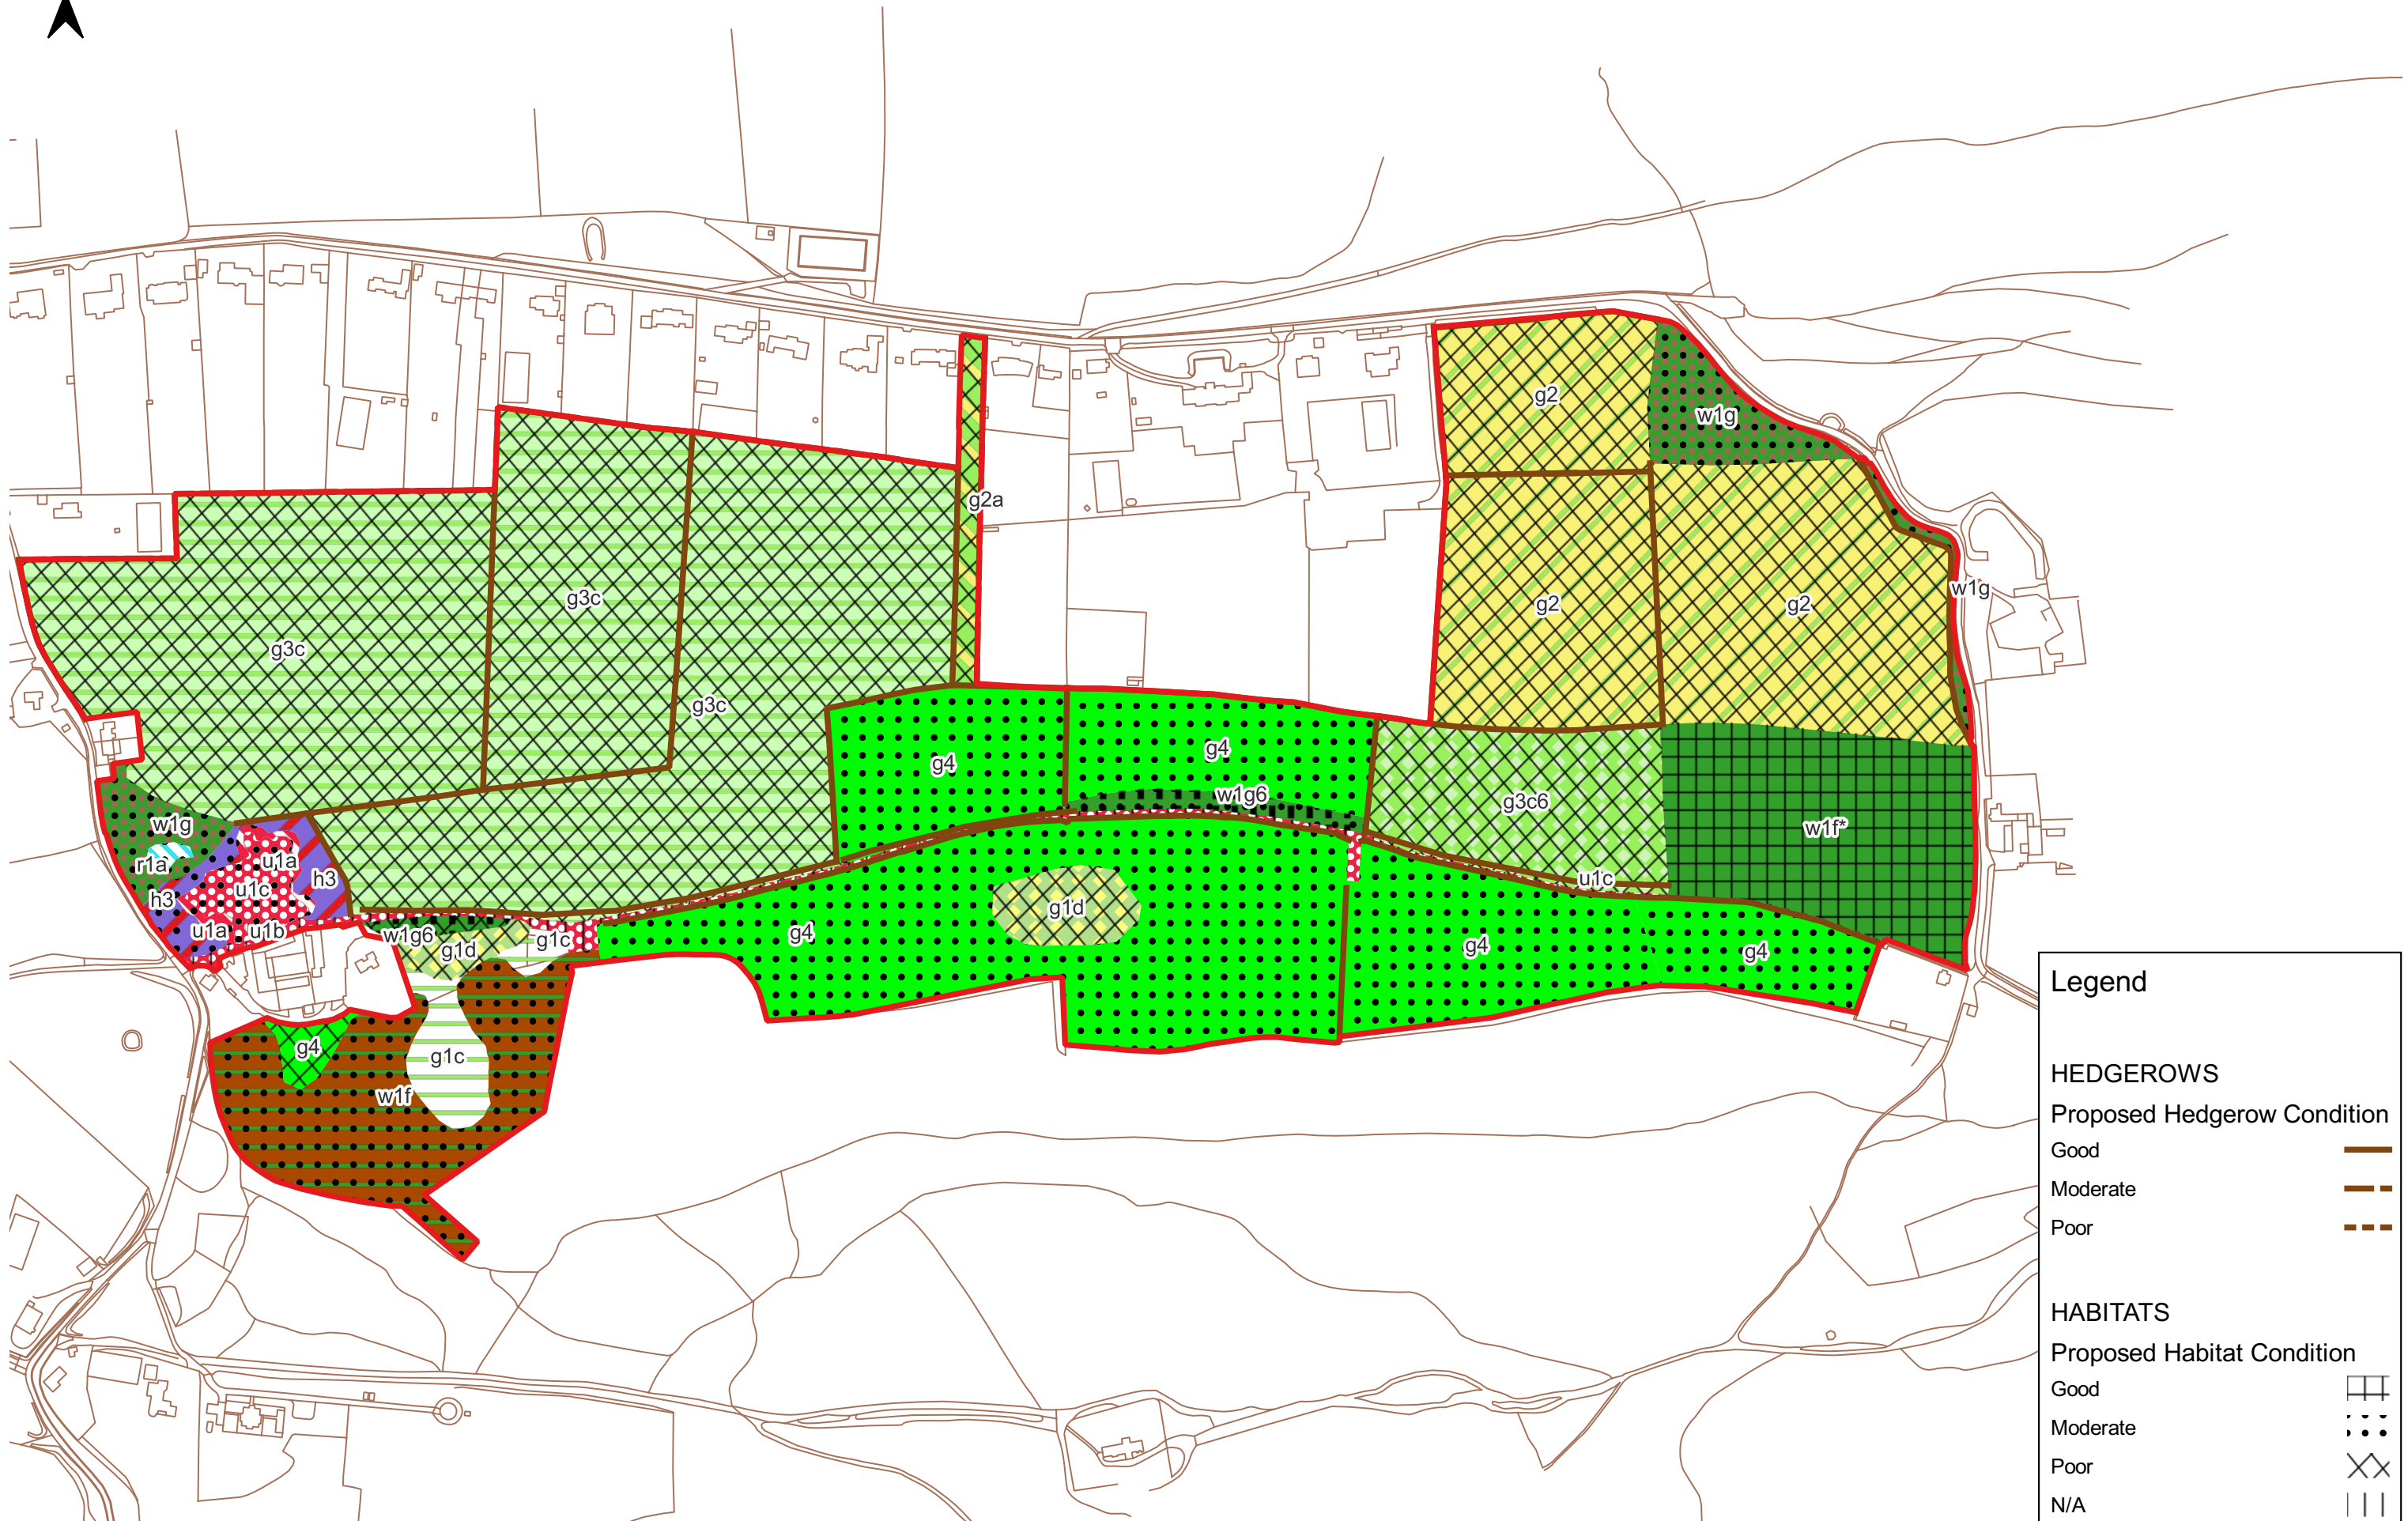 g2
w1g
g2a
g3c
g2
g2
w1g
g3c
g3c
g4
g4
w1g6
g3c6
w1g
w1f*
r1a
u1a
h3
u1c
u1c
h3
g1d
u1a
u1b
w1g6
g1c
g4
g1d
g4
g4
g4
g1c
w1f
Legend
HEDGEROWS
Proposed Hedgerow Condition
Good
Moderate
Poor
HABITATS
Proposed Habitat Condition
Good
Moderate
Poor
N/A